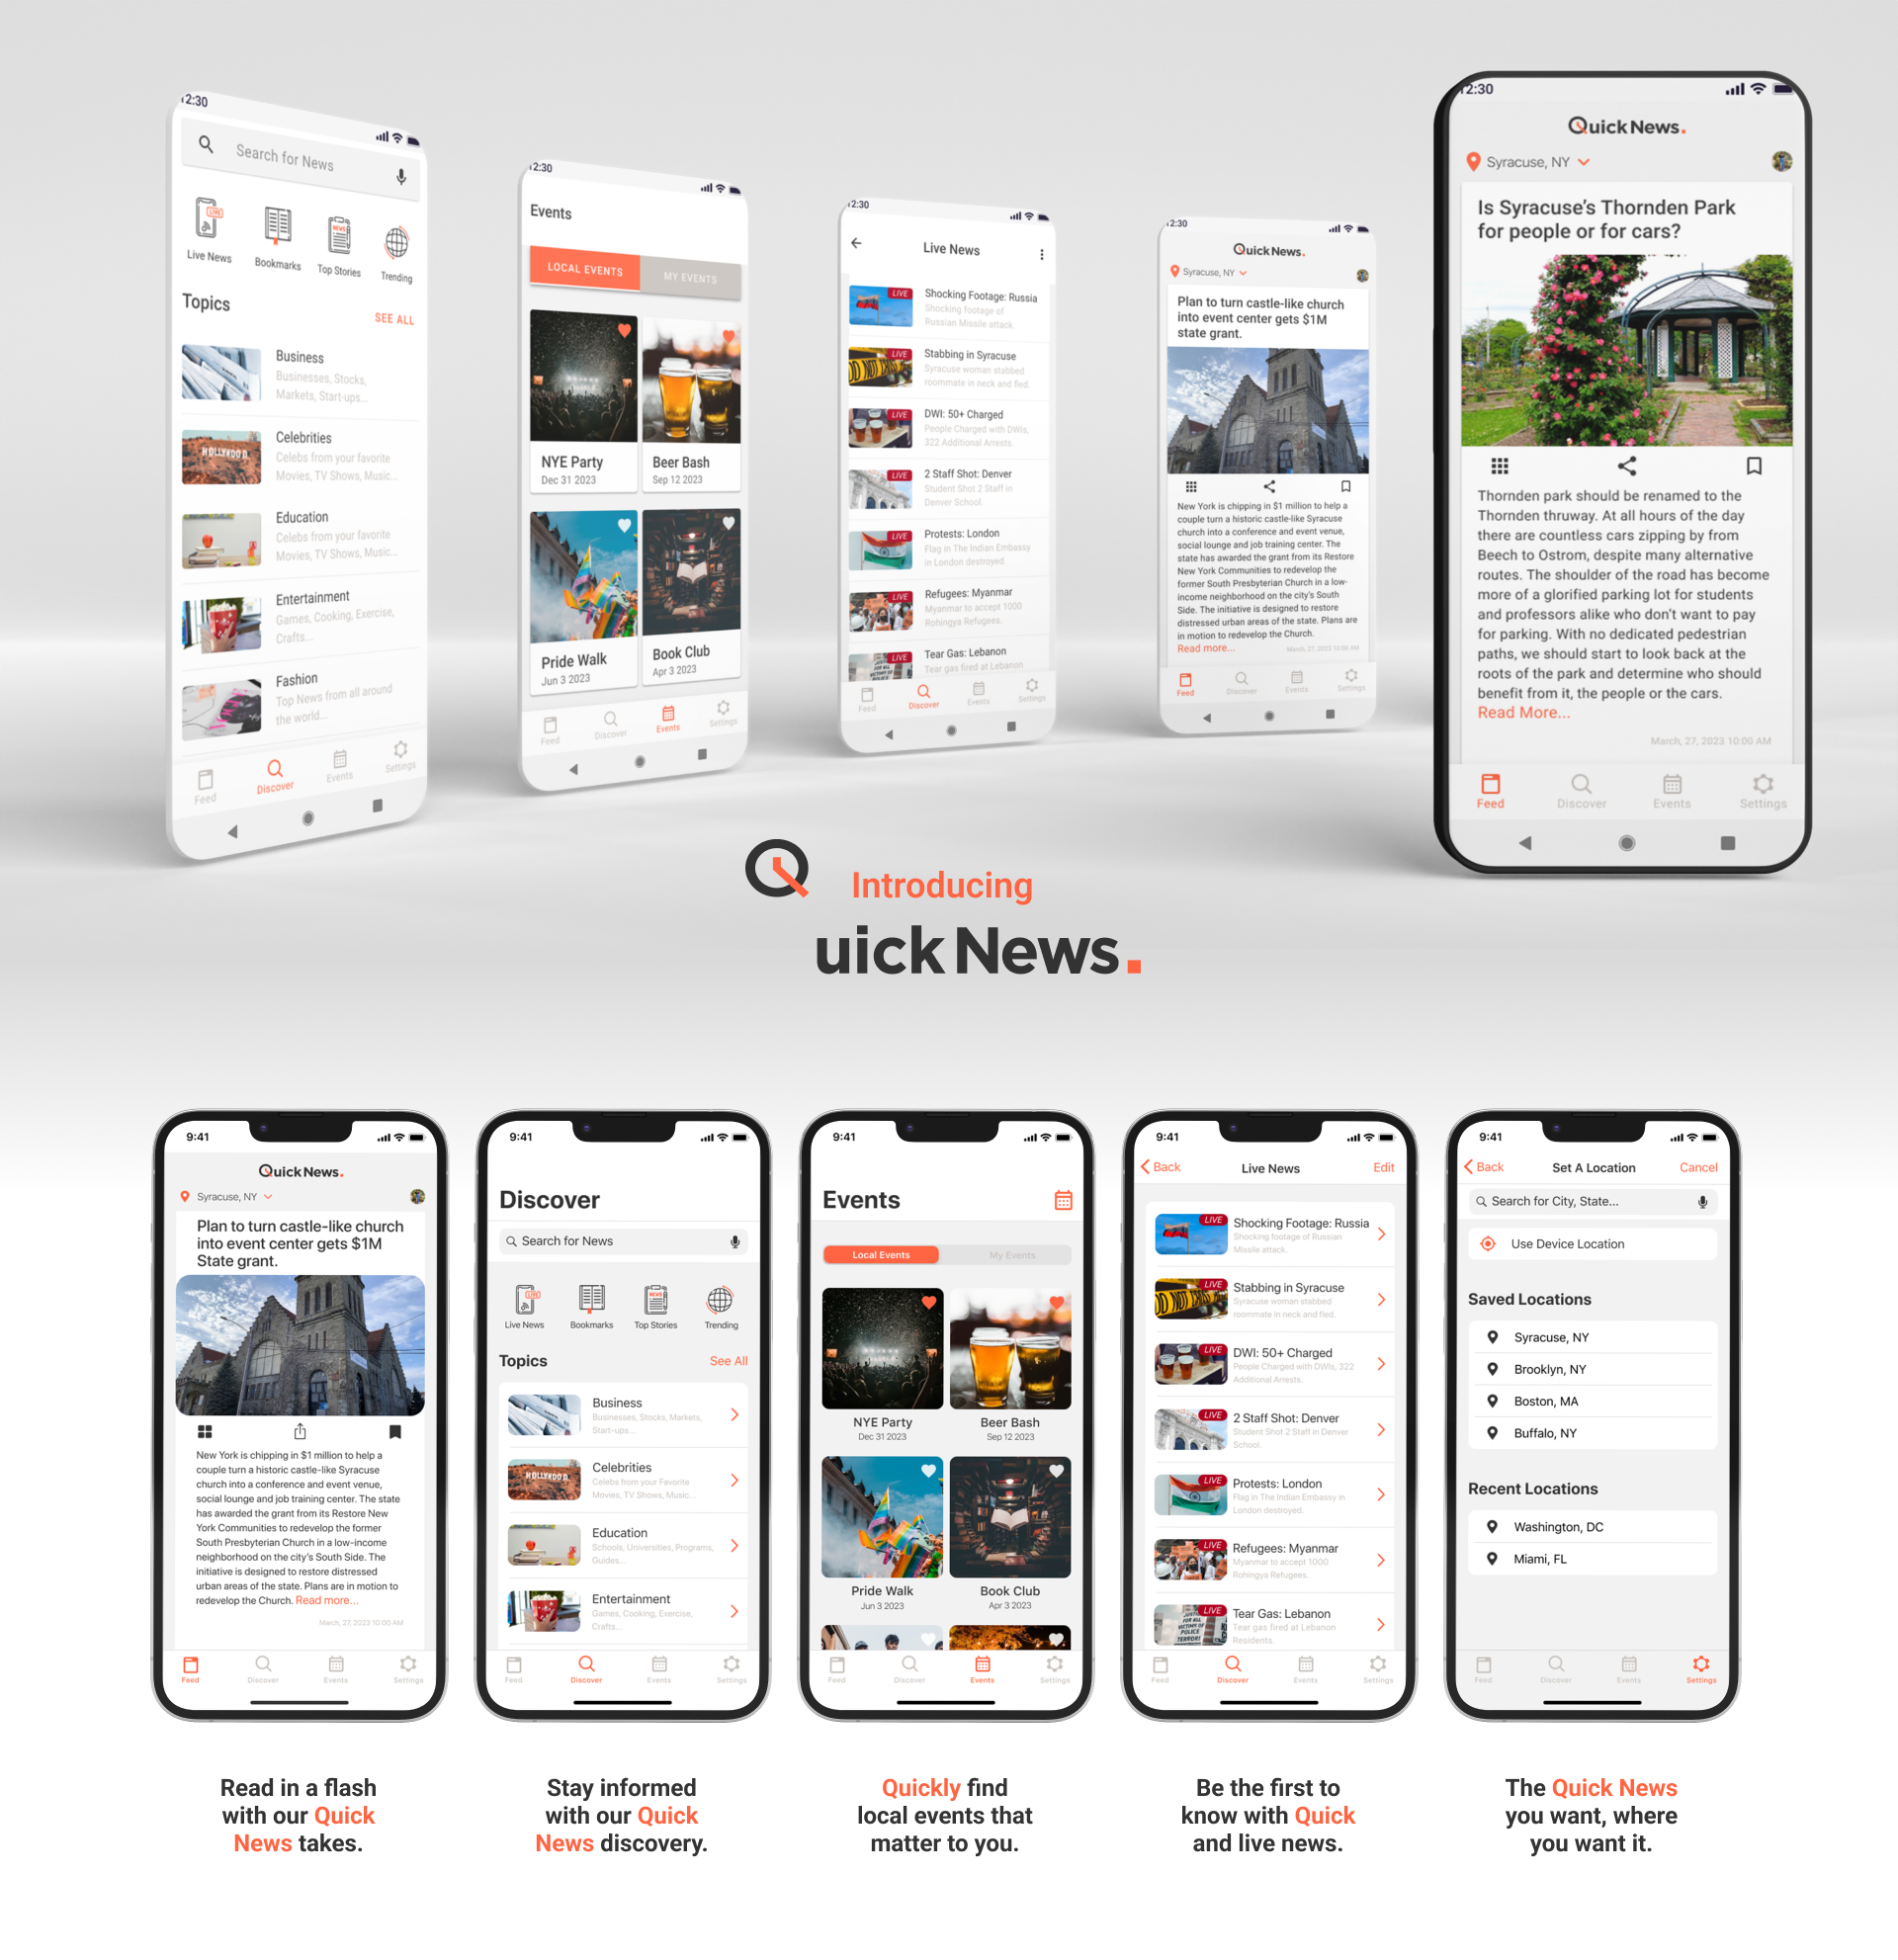 12:30
Search for News
Live News
Bookmarks
Top Stories
Trending
Topics
SEE ALL
Business
Businesses, Stocks,
Markets, Start-ups...
Celebrities
Celebs from your favorite
Movies, TV Shows, Music...
Education
Celebs from your favorite
Movies, TV Shows, Music...
Entertainment
Games, Cooking, Exercise,
Crafts...
Fashion
Top News from all around
the world...
Feed
Discover
Events
Settings
12:30
Events
LOCAL EVENTS
MY EVENTS
NYE Party
Dec 31 2023
Beer Bash
Sep 12 2023
Pride Walk
Jun 3 2023
Book Club
Apr 3 2023
Feed
Discover
Events
Settings
12:30
Live News
LIVE
Shocking Footage: Russia
Shocking footage of
Russian Missile attack.
LIVE
Stabbing in Syracuse
Syracuse woman stabbed
roommate in neck and fled.
LIVE
DWI: 50+ Charged
People Charged with DWIs,
322 Additional Arrests.
LIVE
2 Staff Shot: Denver
Student Shot 2 Staff in
Denver School.
LIVE
Protests: London
Flag in The Indian Embassy
in London destroyed.
LIVE
Refugees: Myanmar
Myanmar to accept 1000
Rohingya Refugees.
LIVE
Tear Gas: Lebanon
Tear gas fired at Lebanon
Feed
Discover
Events
Settings
12:30
Quick News.
Syracuse, NY
Plan to turn castle-like church
into event center gets $1M
state grant.
New York is chipping in $1 million to help a
couple turn a historic castle-like Syracuse
church into a conference and event venue,
social lounge and job training center. The
state has awarded the grant from its Restore
New York Communities to redevelop the
former South Presbyterian Church in a low-
income neighborhood on the city's South
Side. The initiative is designed to restore
distressed urban areas of the state. Plans are
in motion to redevelop the Church.
Read more...
March, 27, 2023 10:00 AM
Feed
Discover
Events
Settings
12:30
Quick News.
Syracuse, NY
Is Syracuse's Thornden Park
for people or for cars?
Thornden park should be renamed to the
Thornden thruway. At all hours of the day
there are countless cars zipping by from
Beech to Ostrom, despite many alternative
routes. The shoulder of the road has become
more of a glorified parking lot for students
and professors alike who don't want to pay
for parking. With no dedicated pedestrian
paths, we should start to look back at the
roots of the park and determine who should
benefit from it, the people or the cars.
Read More...
March, 27, 2023 10:00 AM
Feed
Discover
Events
Settings
Introducing
Quick News.
9:41
Quick News.
Syracuse, NY
Plan to turn castle-like church
into event center gets $1M
State grant.
New York is chipping in $1 million to help a
couple turn a historic castle-like Syracuse
church into a conference and event venue,
social lounge and job training center. The state
has awarded the grant from its Restore New
York Communities to redevelop the former
South Presbyterian Church in a low-income
neighborhood on the city's South Side. The
initiative is designed to restore distressed
urban areas of the state. Plans are in motion to
redevelop the Church. Read more...
March, 27, 2023 10:00 AM
Feed
Discover
Events
Settings
9:41
Discover
Search for News
Live News
Bookmarks
Top Stories
Trending
Topics
See All
Business
Businesses, Stocks, Markets,
Start-ups...
HOLLYWOOD
Celebrities
Celebs from your Favorite
Movies, TV Shows, Music...
Education
Schools, Universities, Programs,
Guides...
Entertainment
Games, Cooking, Exercise,
Crafts...
Feed
Discover
Events
Settings
9:41
Events
Local Events
My Events
NYE Party
Dec 31 2023
Beer Bash
Sep 12 2023
Pride Walk
Jun 3 2023
Book Club
Apr 3 2023
Feed
Discover
Events
Settings
9:41
Back
Live News
Edit
LIVE
Shocking Footage: Russia
Shocking footage of Russian
Missile attack.
LIVE
Stabbing in Syracuse
Syracuse woman stabbed
roommate in neck and fled.
LIVE
DWI: 50+ Charged
People Charged with DWIs, 322
Additional Arrests.
LIVE
2 Staff Shot: Denver
Student Shot 2 Staff in Denver
School.
LIVE
Protests: London
Flag in The Indian Embassy in
London destroyed.
LIVE
Refugees: Myanmar
Myanmar to accept 1000
Rohingya Refugees.
LIVE
Tear Gas: Lebanon
Tear gas fired at Lebanon
Residents.
Feed
Discover
Events
Settings
9:41
Back
Set A Location
Cancel
Search for City, State...
Use Device Location
Saved Locations
Syracuse, NY
Brooklyn, NY
Boston, MA
Buffalo, NY
Recent Locations
Washington, DC
Miami, FL
Feed
Discover
Events
Settings
Read in a flash
with our Quick
News takes.
Stay informed
with our Quick
News discovery.
Quickly find
local events that
matter to you.
Be the first to
know with Quick
and live news.
The Quick News
you want, where
you want it.